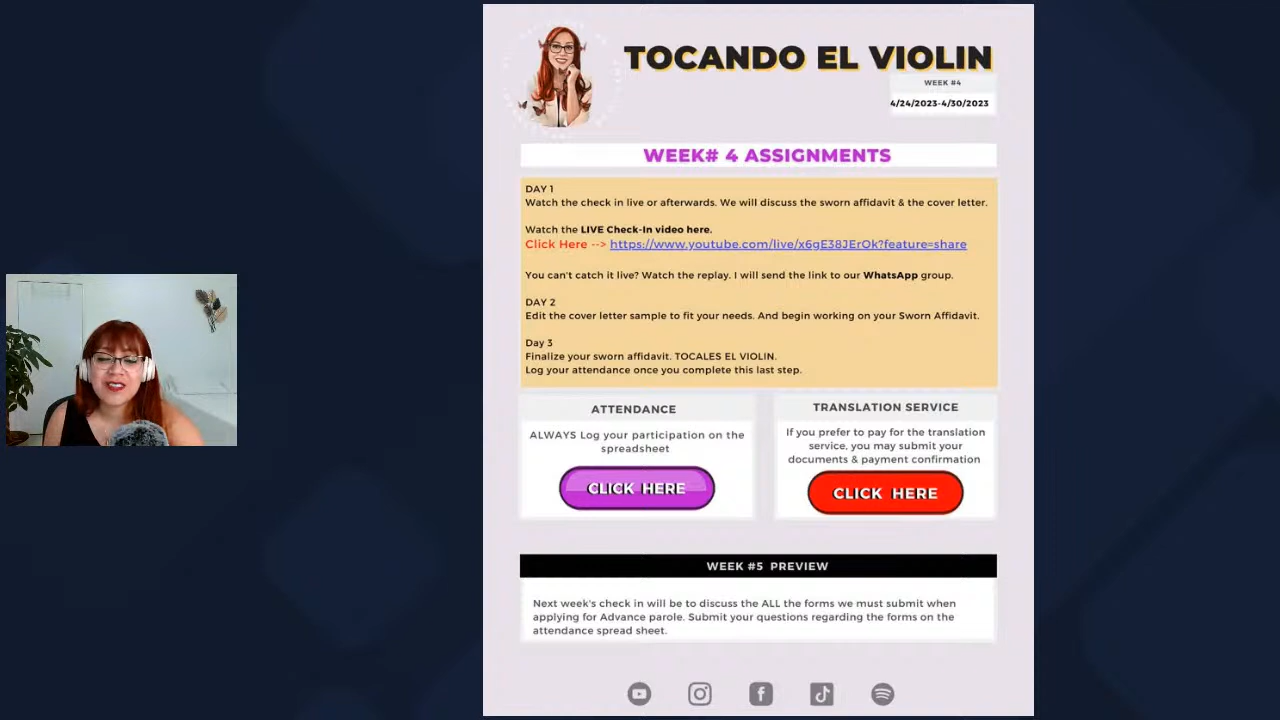 TOCANDO EL VIOLIN
WEEK #4
4/24/2023-4/30/2023
WEEK# 4 ASSIGNMENTS
DAY 1
Watch the check in live or afterwards. We will discuss the sworn affidavit & the cover letter.
Watch the LIVE Check-In video here.
Click Here --> https://www.youtube.com/live/x6gE38JErOk?feature=share
You can't catch it live? Watch the replay. I will send the link to our WhatsApp group.
DAY 2
Edit the cover letter sample to fit your needs. And begin working on your Sworn Affidavit.
Day 3
Finalize your sworn affidavit. TOCALES EL VIOLIN.
Log your attendance once you complete this last step.
ATTENDANCE
ALWAYS Log your participation on the
spreadsheet
CLICK HERE
TRANSLATION SERVICE
If you prefer to pay for the translation
service, you may submit your
documents & payment confirmation
CLICK HERE
WEEK #5 PREVIEW
Next week's check in will be to discuss the ALL the forms we must submit when
applying for Advance parole. Submit your questions regarding the forms on the
attendance spread sheet.